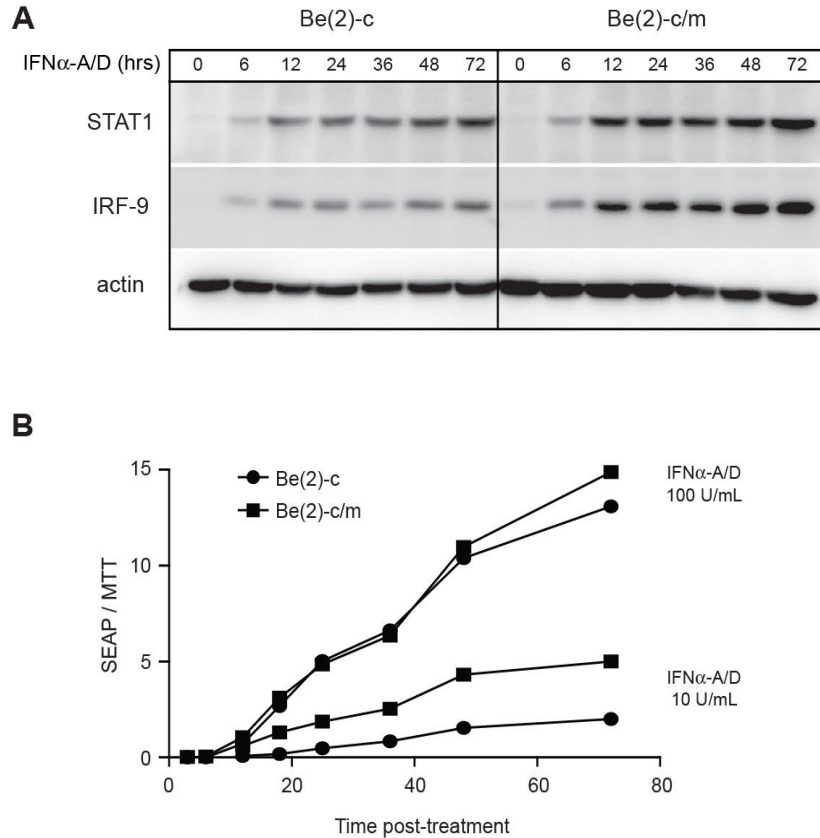 A
Be(2)-c Be(2)-c/m
IFNα-A/D (hrs) 0 6 12 24 36 48 72 0 6 12 24 36 48 72
STAT1
IRF-9
actin
B
15
10
5
0
SEAP / MTT
Be(2)-c
Be(2)-c/m
IFNα-A/D
100 U/mL
IFNα-A/D
10 U/mL
0 20 40 60 80
Time post-treatment